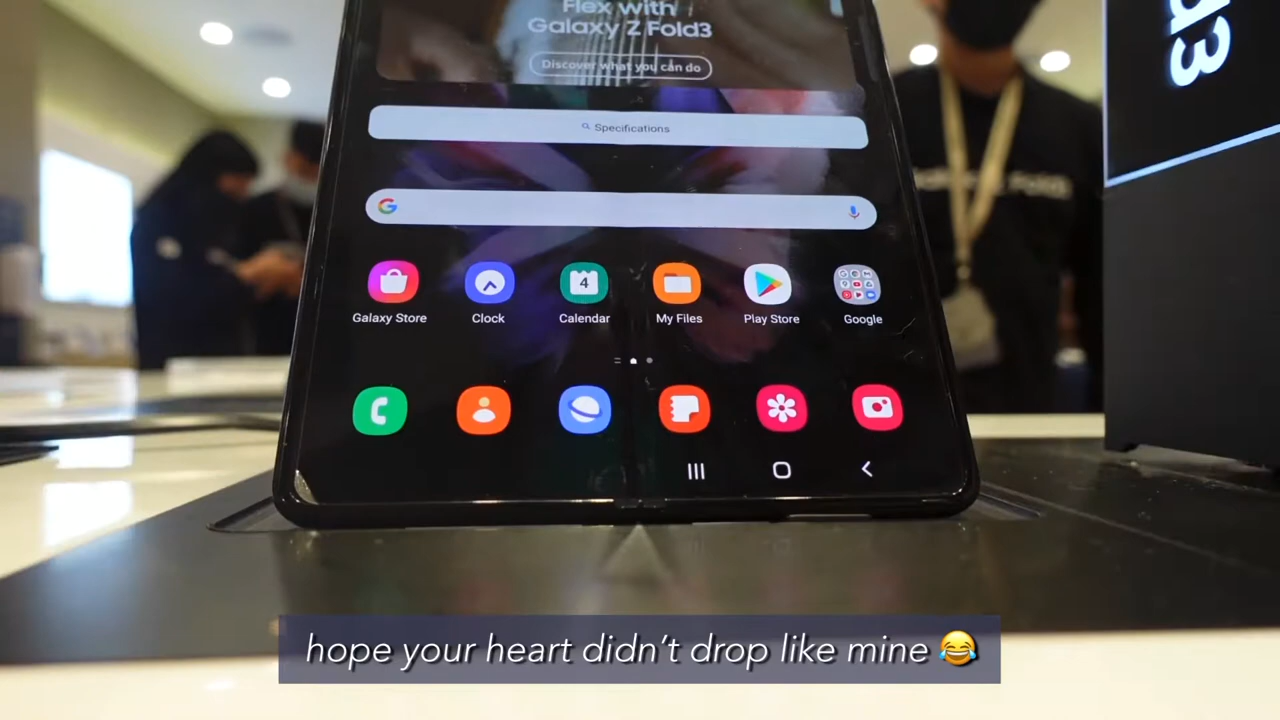 Flex with
Galaxy Z Fold3
Discover what you can do
d3
Specifications
G
4
Galaxy Store
Clock
Calendar
My Files
Play Store
Google
hope your heart didn't drop like mine 😂